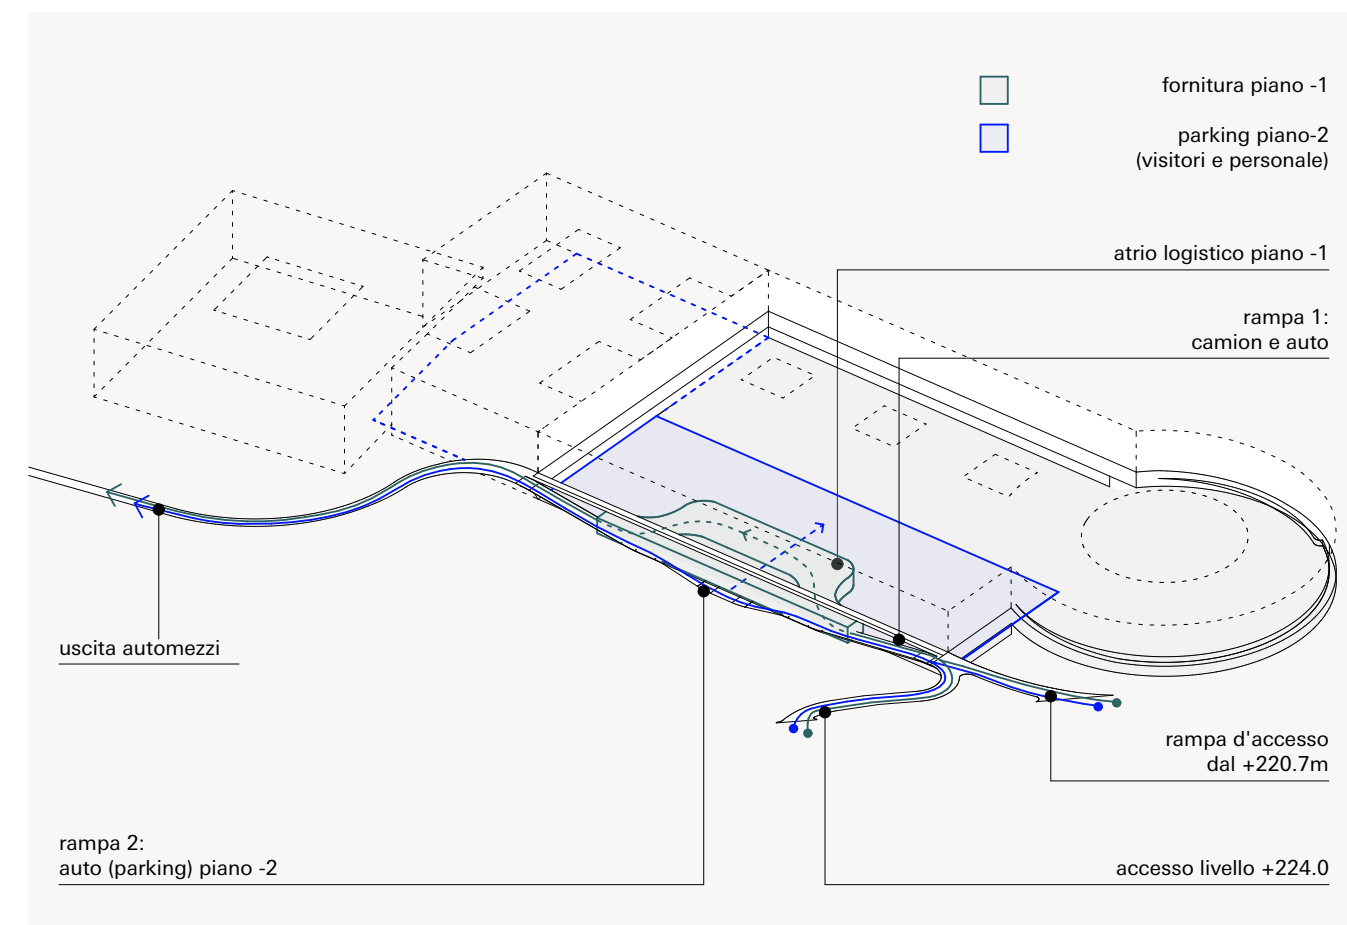 fornitura piano -1
parking piano-2
(visitori e personale)
atrio logistico piano -1
rampa 1:
camion e auto
uscita automezzi
rampa d'accesso
dal +220.7m
rampa 2:
auto (parking) piano -2
accesso livello +224.0